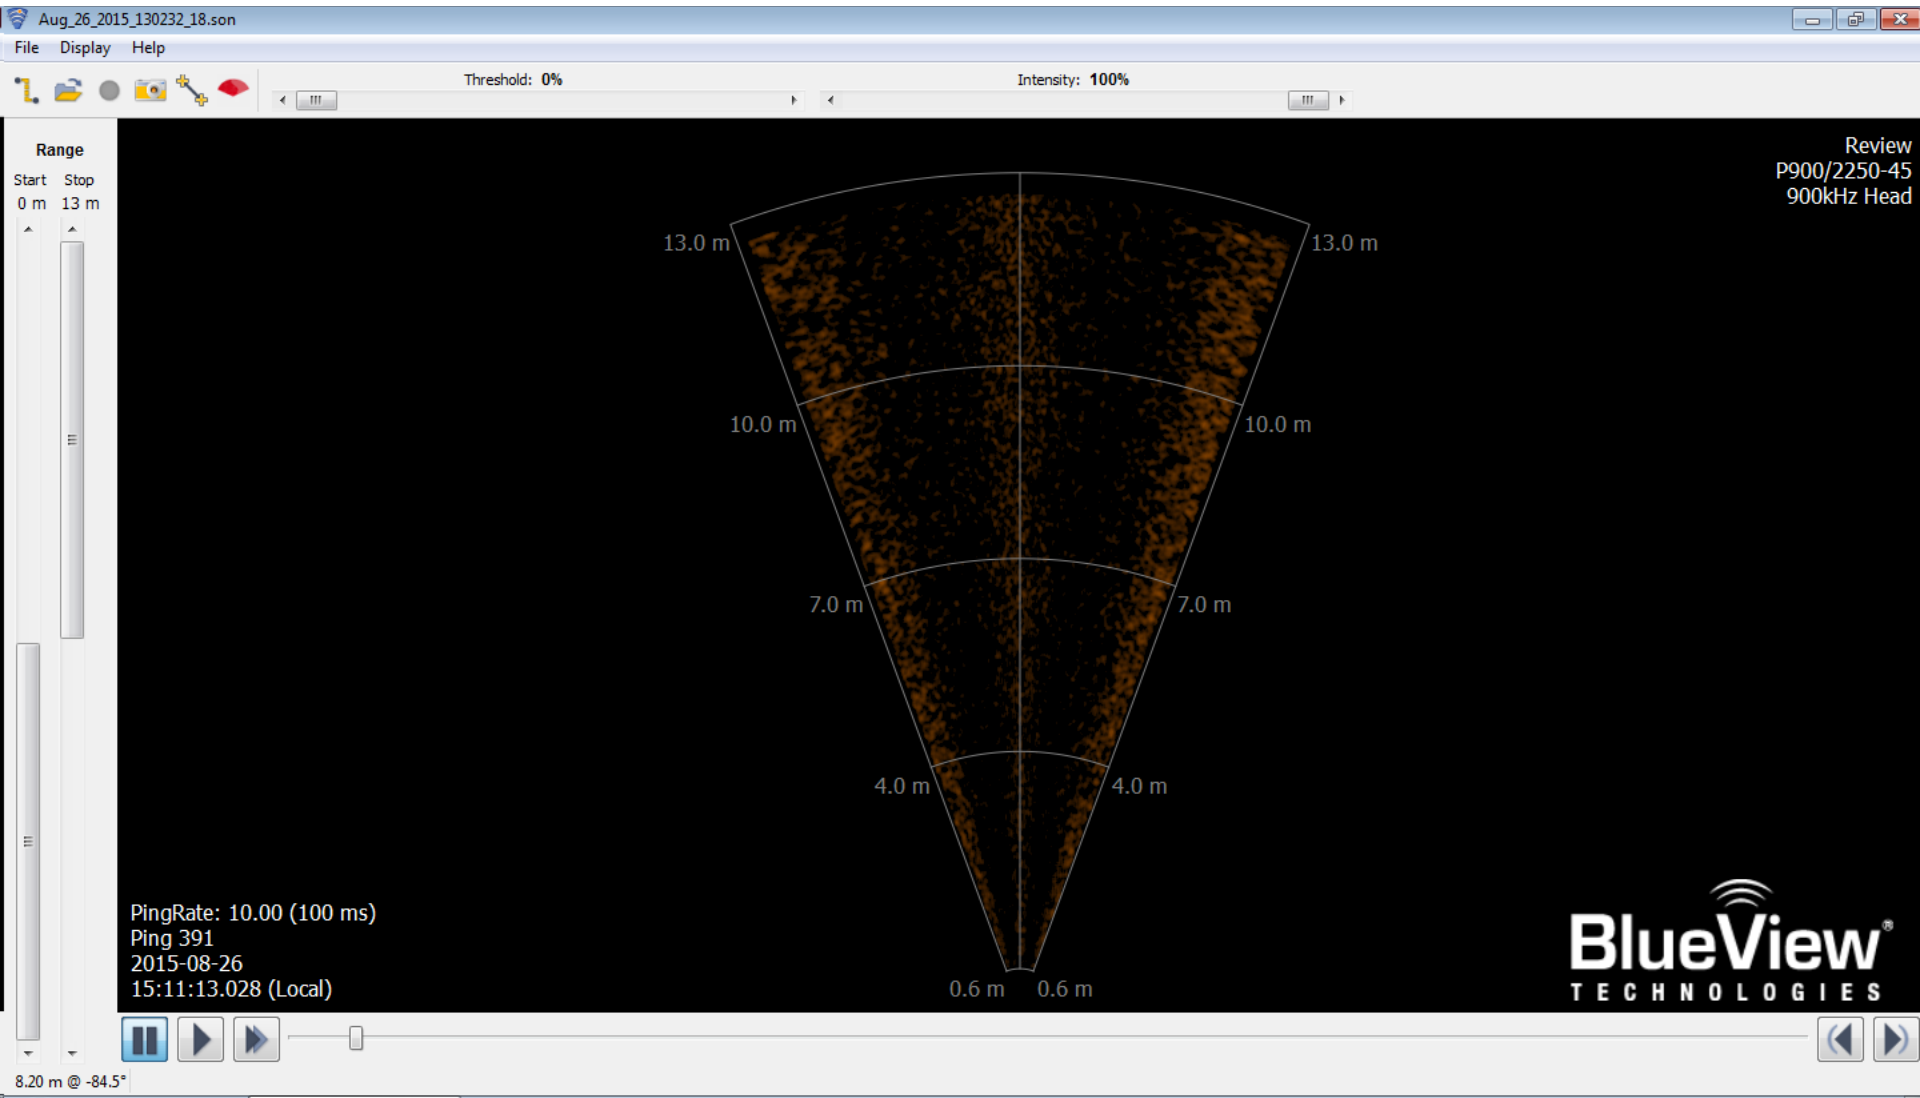 Aug_26_2015_130232_18.son
File Display Help
Threshold: 0% Intensity: 100%
Range
Start Stop
0 m 13 m
Review
P900/2250-45
900kHz Head
13.0 m 13.0 m
10.0 m 10.0 m
7.0 m 7.0 m
4.0 m 4.0 m
0.6 m 0.6 m
PingRate: 10.00 (100 ms)
Ping 391
2015-08-26
15:11:13.028 (Local)
BlueView®
TECHNOLOGIES
8.20 m @ -84.5°